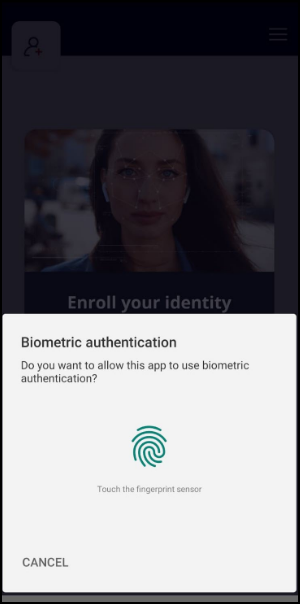 Enroll your identity
Biometric authentication
Do you want to allow this app to use biometric
authentication?
Touch the fingerprint sensor
CANCEL